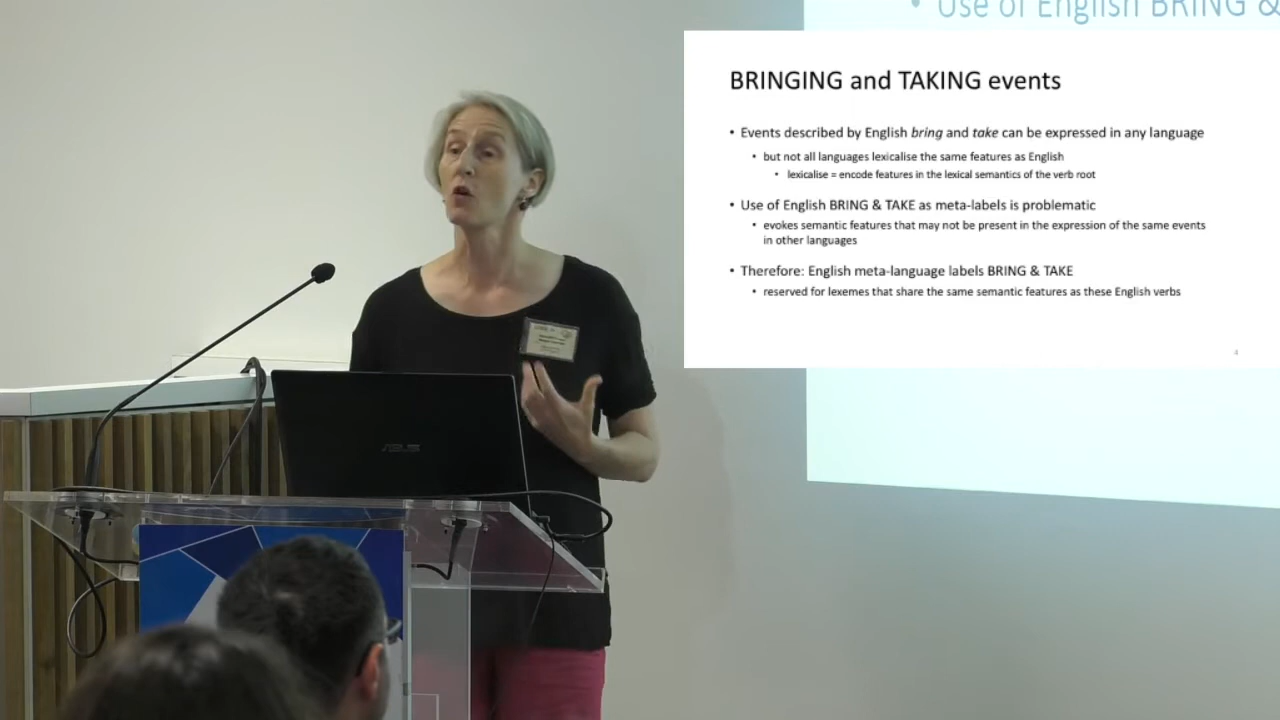 • Use of English BRING &
BRINGING and TAKING events
• Events described by English bring and take can be expressed in any language
• but not all languages lexicalise the same features as English
• lexicalise = encode features in the lexical semantics of the verb root
• Use of English BRING & TAKE as meta-labels is problematic
• evokes semantic features that may not be present in the expression of the same events
in other languages
• Therefore: English meta-language labels BRING & TAKE
• reserved for lexemes that share the same semantic features as these English verbs
4
ASUS